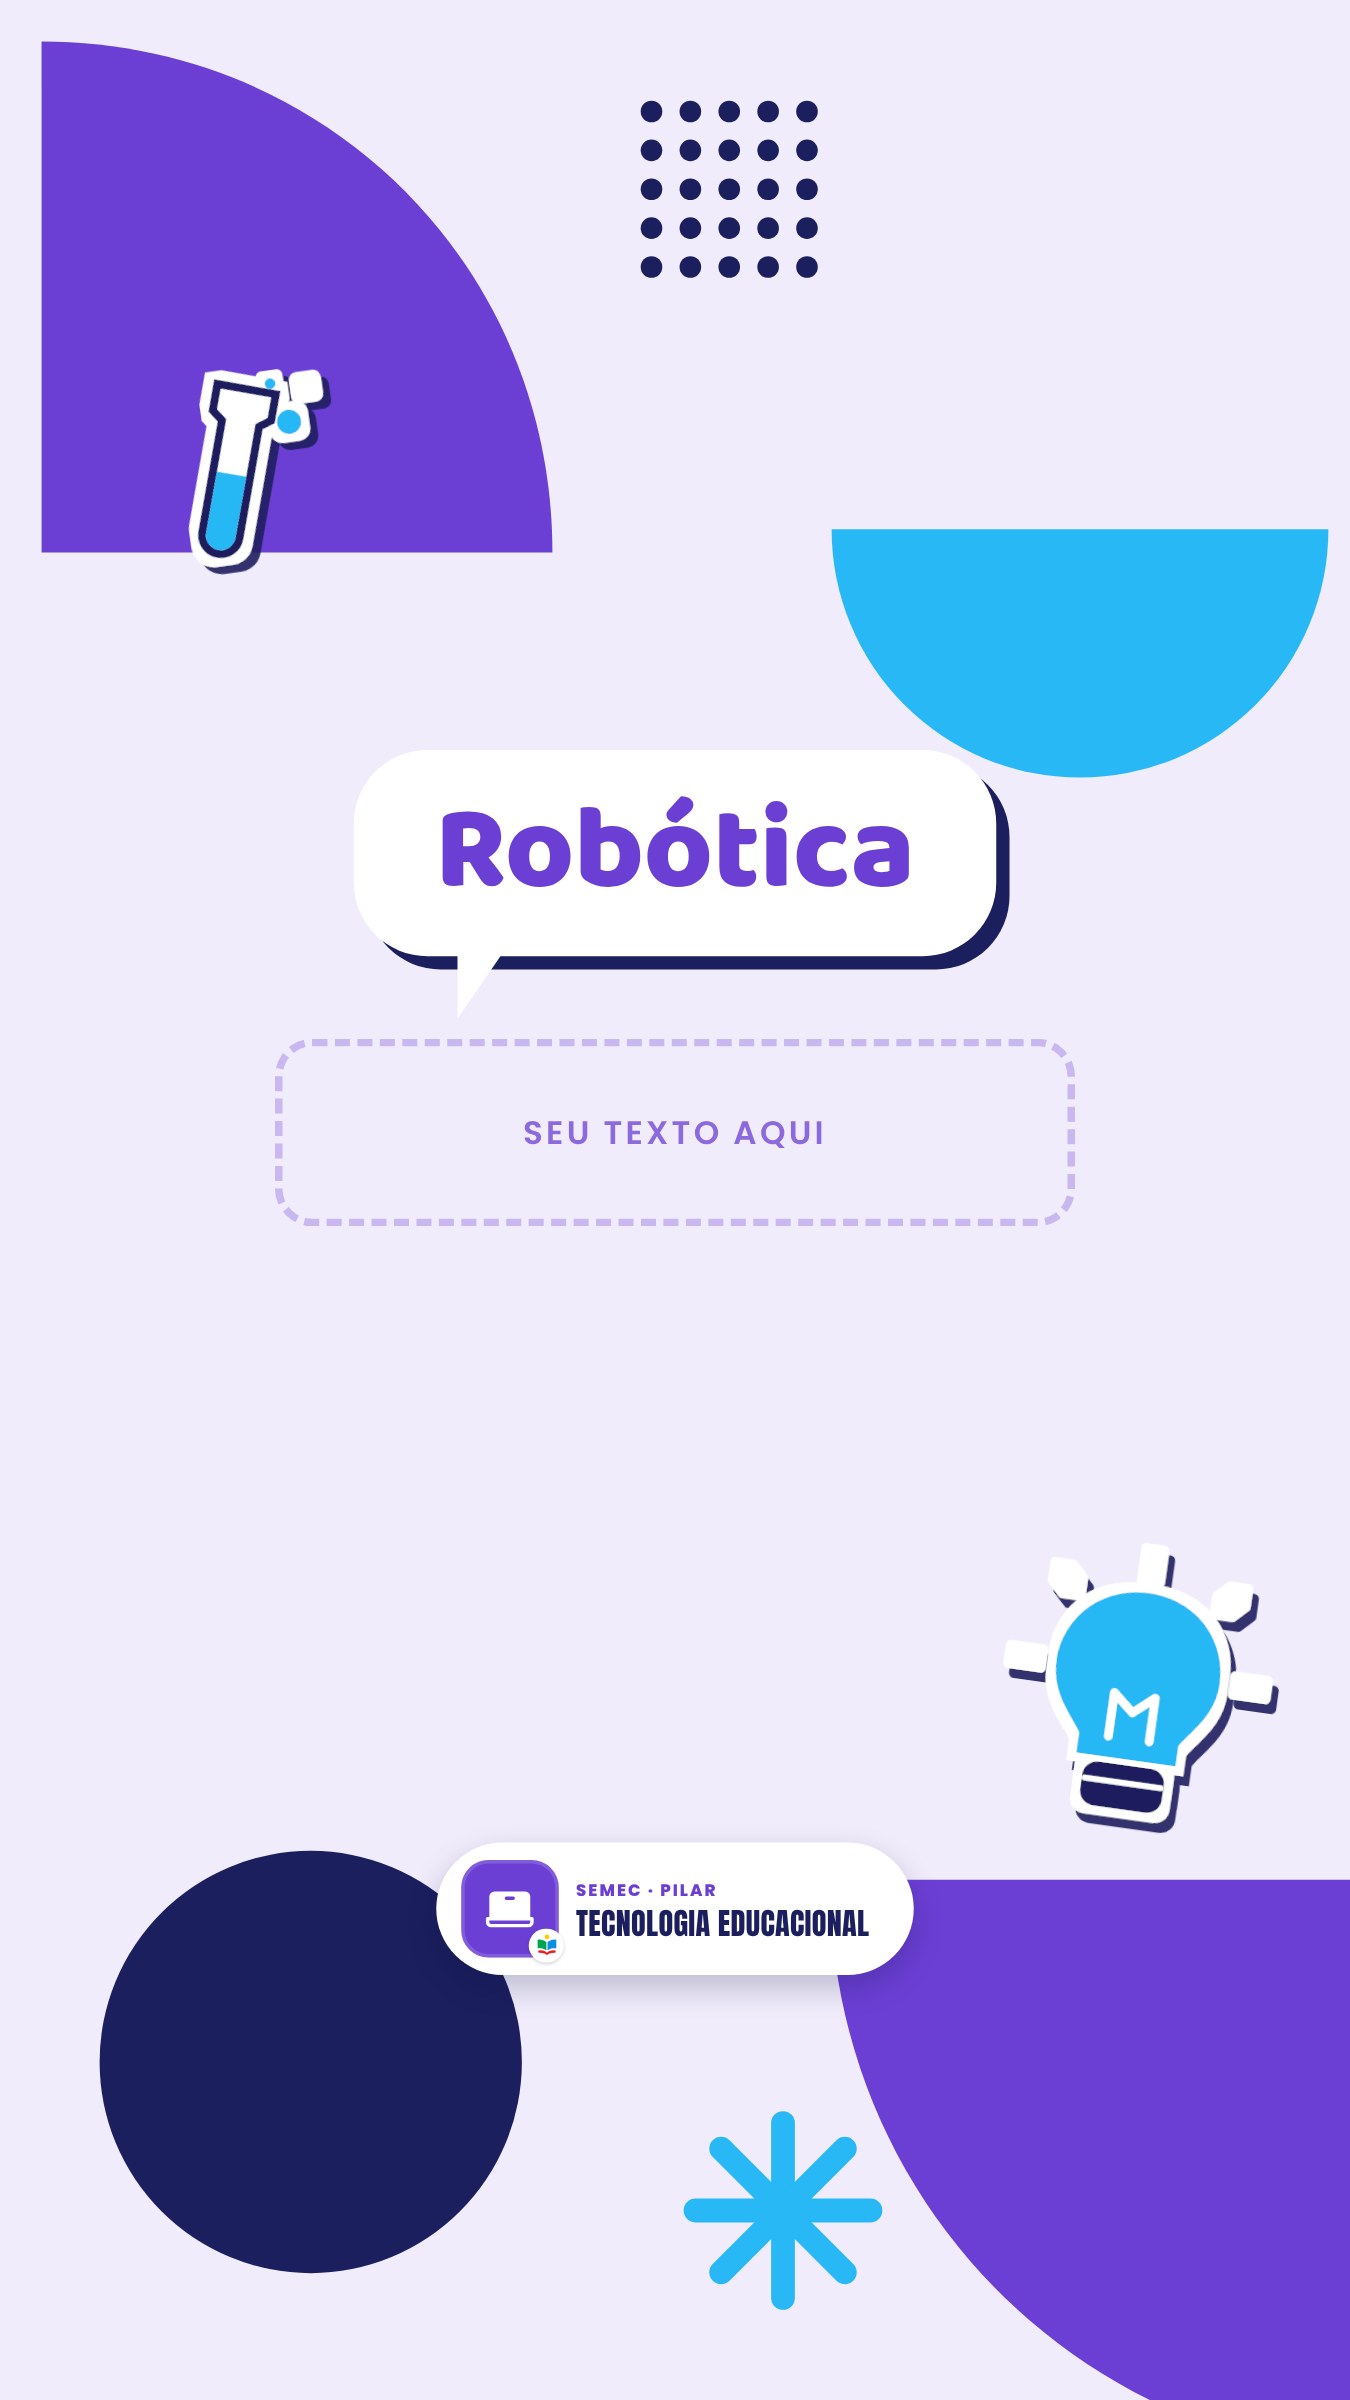 Robótica
SEU TEXTO AQUI
M
SEMEC · PILAR
TECNOLOGIA EDUCACIONAL